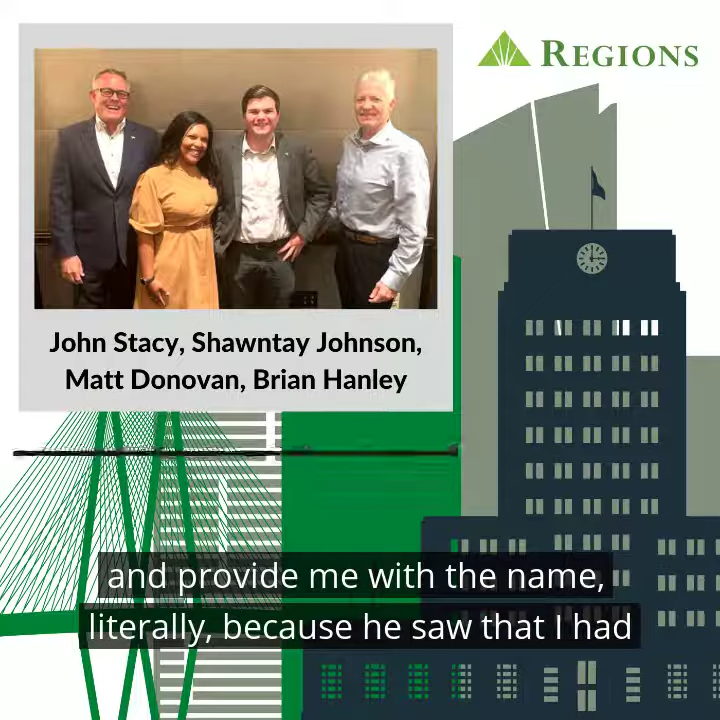 REGIONS
John Stacy, Shawntay Johnson,
Matt Donovan, Brian Hanley
and provide me with the name,
literally, because he saw that I had